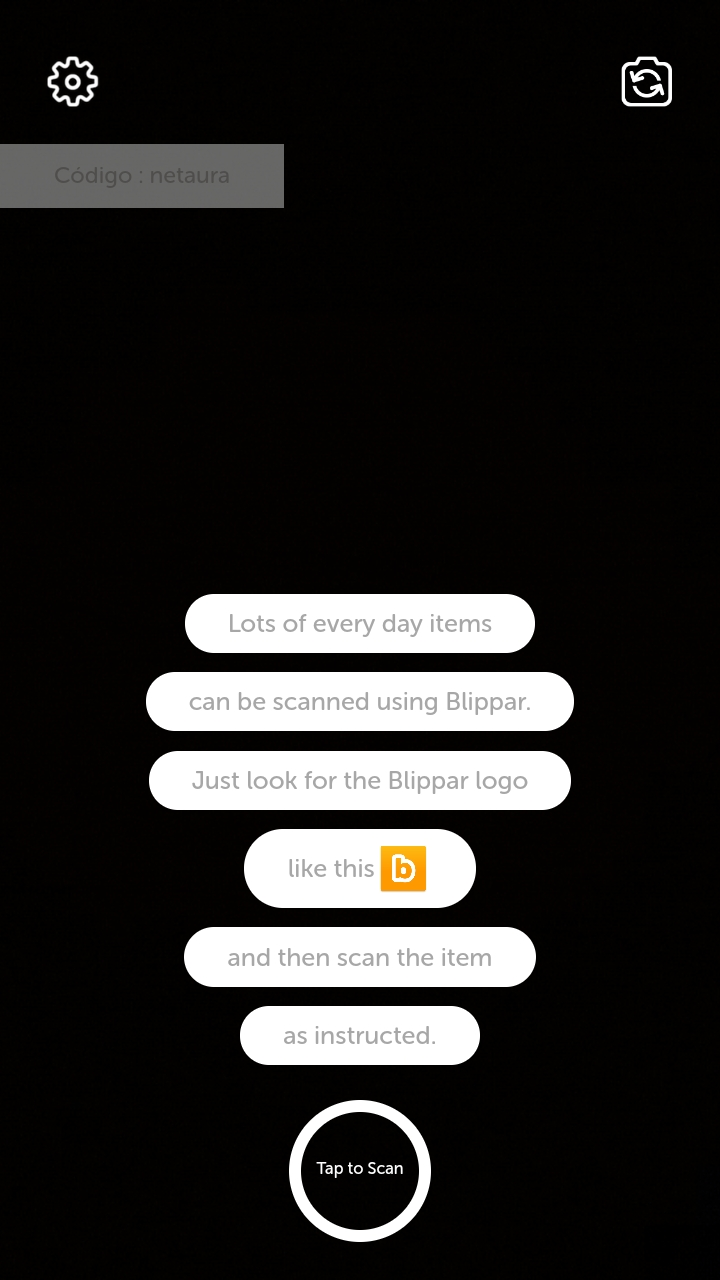 Código : netaura
Lots of every day items
can be scanned using Blippar.
Just look for the Blippar logo
like this
and then scan the item
as instructed.
Tap to Scan